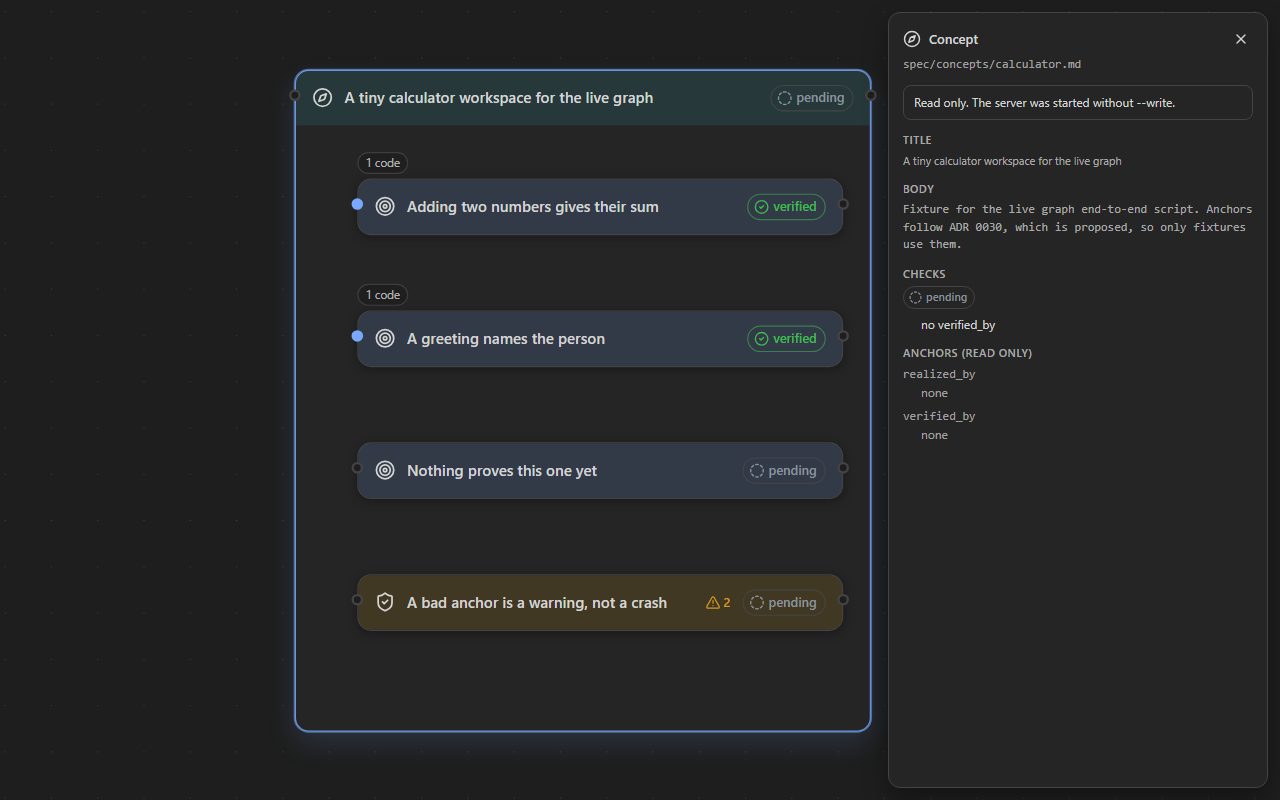 A tiny calculator workspace for the live graph
pending
1 code
Adding two numbers gives their sum
verified
1 code
A greeting names the person
verified
Nothing proves this one yet
pending
A bad anchor is a warning, not a crash
2
pending
Concept
spec/concepts/calculator.md
Read only. The server was started without --write.
TITLE
A tiny calculator workspace for the live graph
BODY
Fixture for the live graph end-to-end script. Anchors
follow ADR 0030, which is proposed, so only fixtures
use them.
CHECKS
pending
no verified_by
ANCHORS (READ ONLY)
realized_by
none
verified_by
none